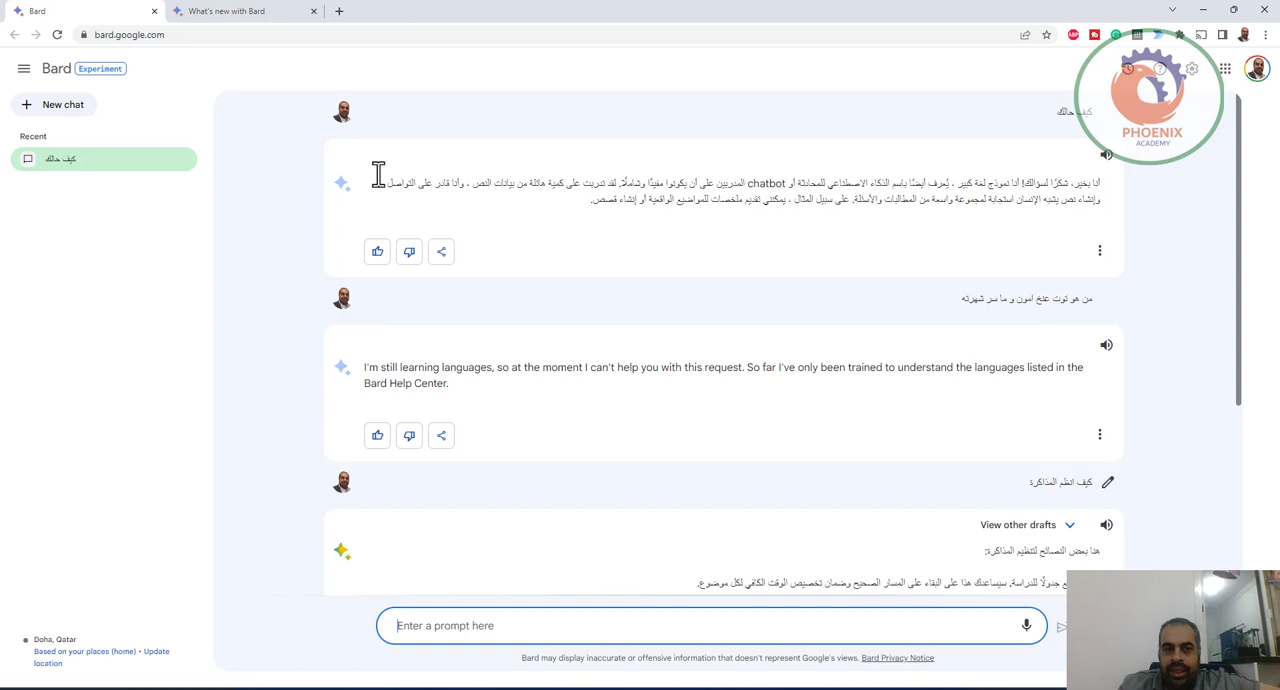 Bard
What's new with Bard
bard.google.com
Bard Experiment
PHOENIX
ACADEMY
New chat
Recent
كيف حالك
كيف حالك
أنا بخير، شكرًا لسؤالك! أنا نموذج لغة كبير ، يُعرف أيضًا باسم الذكاء الاصطناعي للمحادثة أو chatbot المدربين على أن يكونوا مفيدًا وشاملًا. لقد تدربت على كمية هائلة من بيانات النص ، وأنا قادر على التواصل
وإنشاء نص يشبه الإنسان استجابة لمجموعة واسعة من المطالبات والأسئلة. على سبيل المثال ، يمكنني تقديم ملخصات للمواضيع الواقعية أو إنشاء قصص.
من هو توت عنخ امون و ما سر شهرته
I'm still learning languages, so at the moment I can't help you with this request. So far I've only been trained to understand the languages listed in the
Bard Help Center.
كيف انظم المذاكرة
View other drafts
هنا بعض النصائح لتنظيم المذاكرة:
جدولًا للدراسة. سيساعدك هذا على البقاء على المسار الصحيح وضمان تخصيص الوقت الكافي لكل موضوع.
Enter a prompt here
Bard may display inaccurate or offensive information that doesn't represent Google's views. Bard Privacy Notice
Doha, Qatar
Based on your places (home) • Update
location